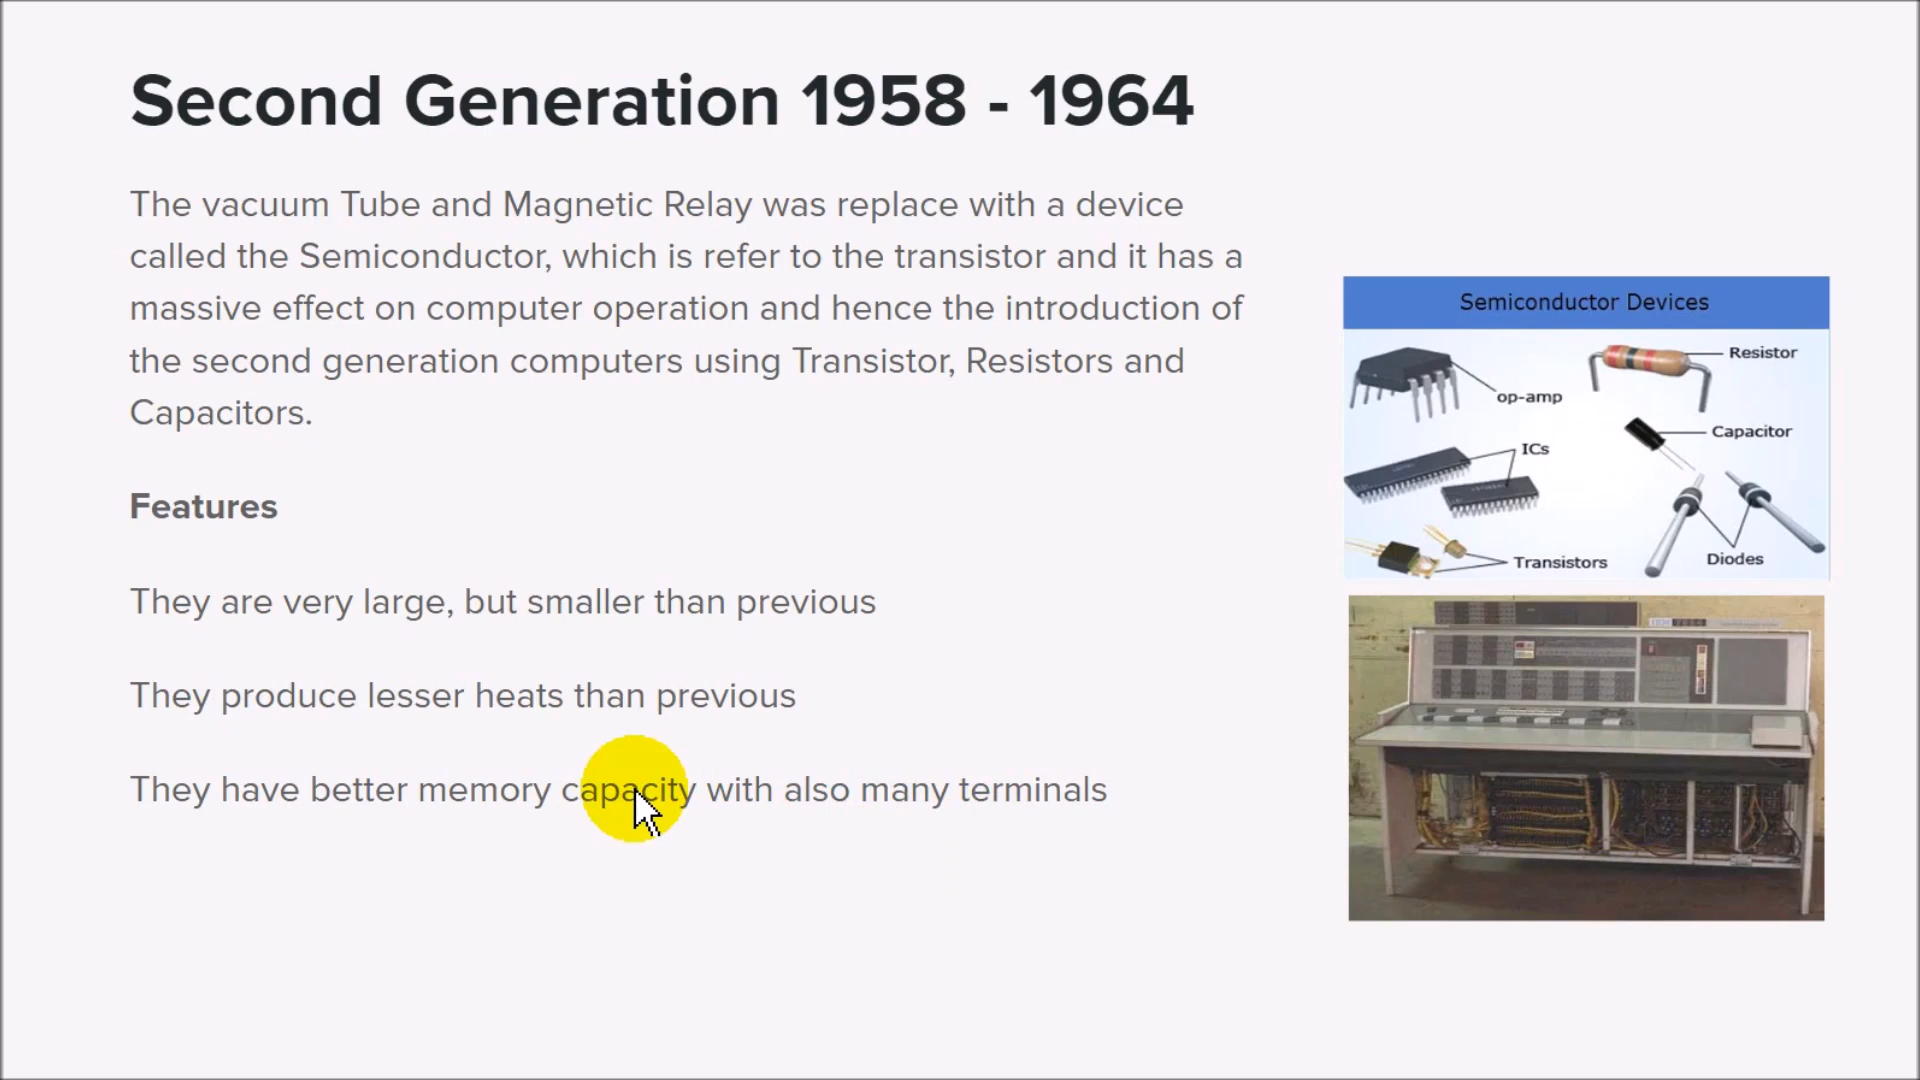 Second Generation 1958 - 1964
The vacuum Tube and Magnetic Relay was replace with a device
called the Semiconductor, which is refer to the transistor and it has a
massive effect on computer operation and hence the introduction of
the second generation computers using Transistor, Resistors and
Capacitors.
Features
They are very large, but smaller than previous
They produce lesser heats than previous
They have better memory capacity with also many terminals
Semiconductor Devices
Resistor
op-amp
Capacitor
ICs
Transistors
Diodes